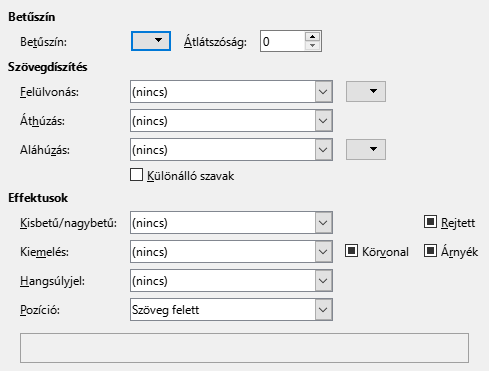 Betűszín
Betűszín: Átlátszóság: 0
Szövegdíszítés
Felülvonás: (nincs)
Áthúzás: (nincs)
Aláhúzás: (nincs)
Különálló szavak
Effektusok
Kisbetű/nagybetű: (nincs) Rejtett
Kiemelés: (nincs) Körvonal Árnyék
Hangsúlyjel: (nincs)
Pozíció: Szöveg felett